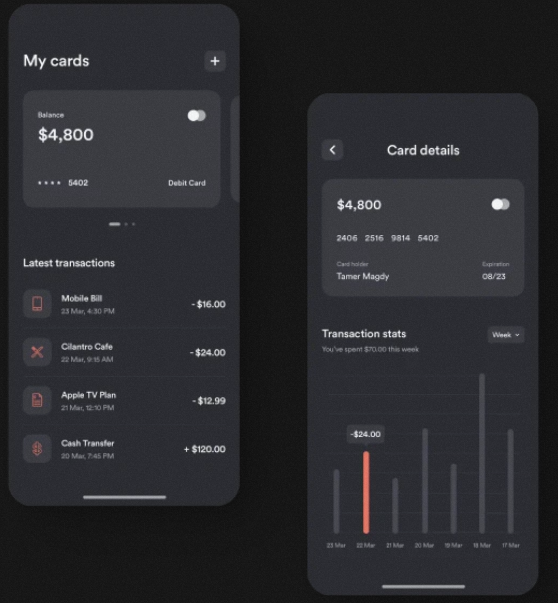 My cards
+
Balance
$4,800
•••• 5402
Debit Card
Latest transactions
Mobile Bill
- $16.00
23 Mar, 4:30 PM
Cilantro Cafe
- $24.00
22 Mar, 9:15 AM
Apple TV Plan
- $12.99
21 Mar, 12:10 PM
Cash Transfer
+ $120.00
20 Mar, 7:45 PM
Card details
$4,800
2406 2516 9814 5402
Card holder
Expiration
Tamer Magdy
08/23
Transaction stats
Week
You've spent $70.00 this week
-$24.00
23 Mar 22 Mar 21 Mar 20 Mar 19 Mar 18 Mar 17 Mar